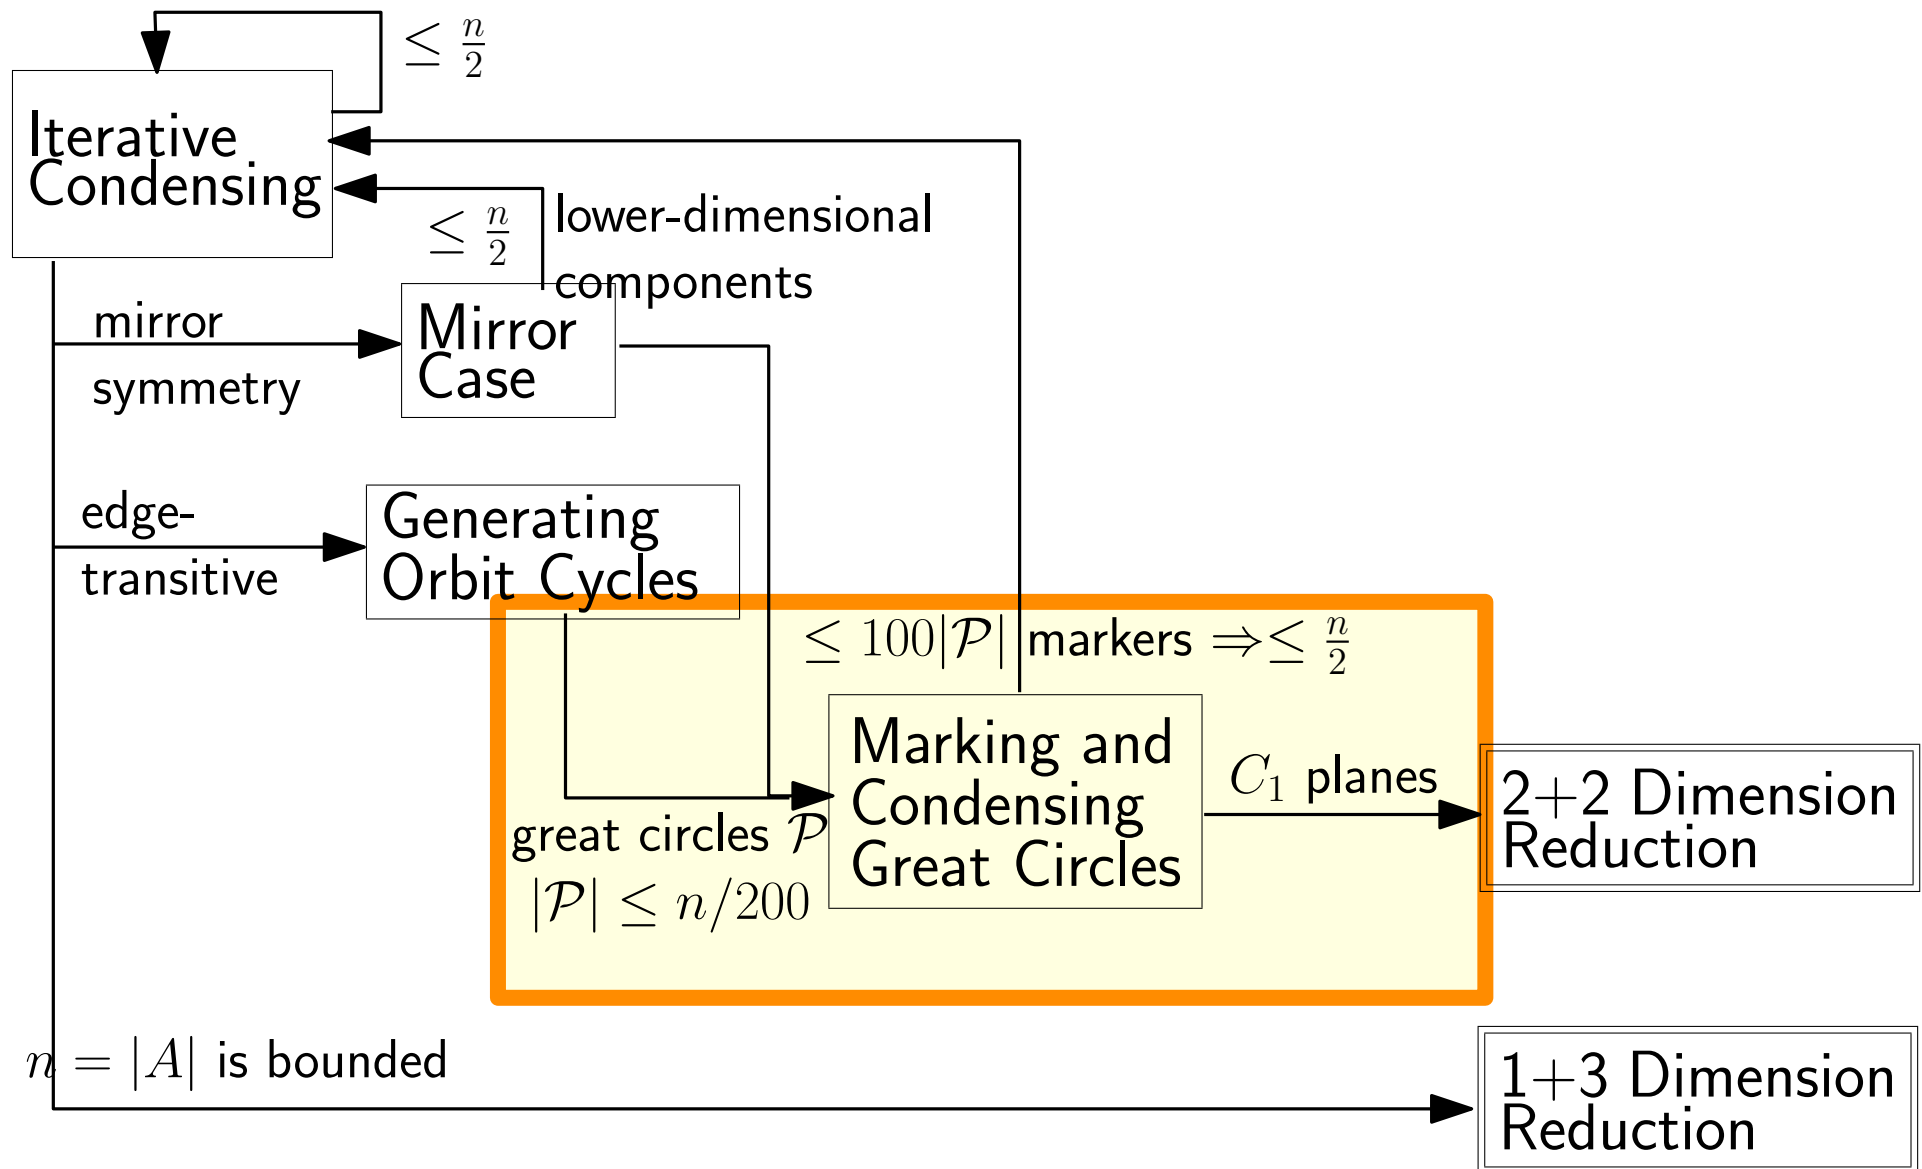 ≤ n/2
Iterative
Condensing
≤ n/2
lower-dimensional
components
mirror
symmetry
Mirror
Case
edge-
transitive
Generating
Orbit Cycles
≤ 100|𝒫| markers ⇒≤ n/2
Marking and
Condensing
Great Circles
great circles 𝒫
|𝒫| ≤ n/200
C₁ planes
2+2 Dimension
Reduction
n = |A| is bounded
1+3 Dimension
Reduction